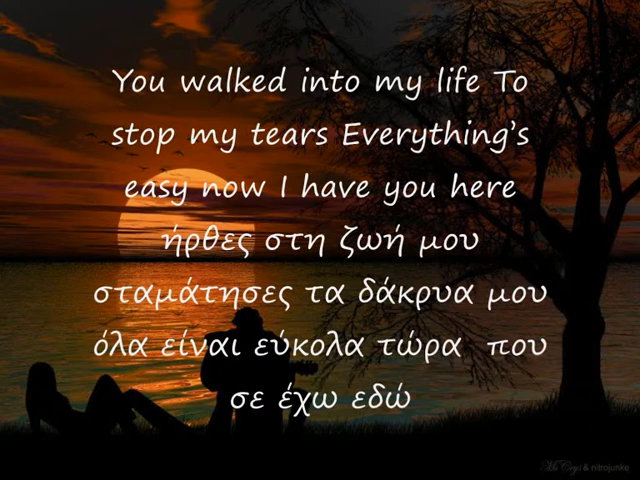 You walked into my life To
stop my tears Everything's
easy now I have you here
ήρθες στη ζωή μου
σταμάτησες τα δάκρυα μου
όλα είναι εύκολα τώρα  που
σε έχω εδώ
& nitrojunke